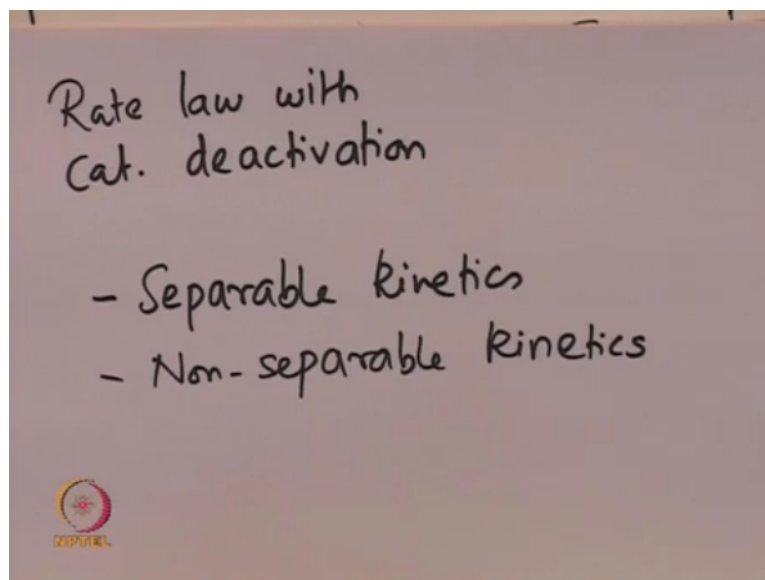 Rate law with
Cat. deactivation
- Separable kinetics
- Non-separable kinetics
NPTEL